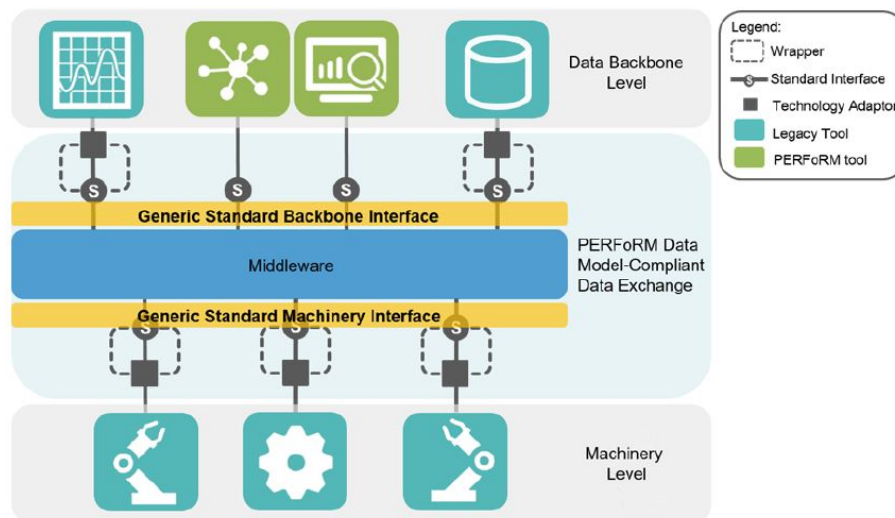 Data Backbone
Level
Legend:
Wrapper
S
Standard Interface
Technology Adaptor
Legacy Tool
PERFoRM tool
S
S
S
S
Generic Standard Backbone Interface
Middleware
PERFoRM Data
Model-Compliant
Data Exchange
Generic Standard Machinery Interface
S
S
S
Machinery
Level